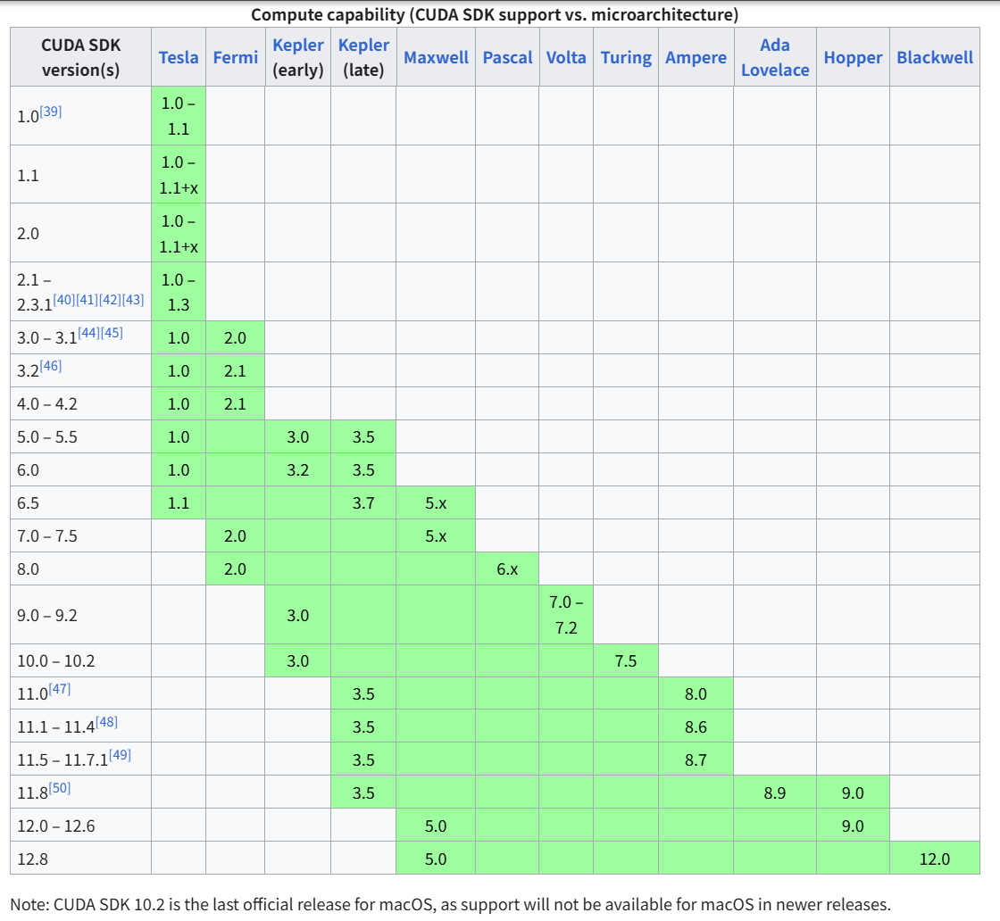 Compute capability (CUDA SDK support vs. microarchitecture)
CUDA SDK version(s) Tesla Fermi Kepler (early) Kepler (late) Maxwell Pascal Volta Turing Ampere Ada Lovelace Hopper Blackwell
1.0[39] 1.0 – 1.1
1.1 1.0 – 1.1+x
2.0 1.0 – 1.1+x
2.1 – 2.3.1[40][41][42][43] 1.0 – 1.3
3.0 – 3.1[44][45] 1.0 2.0
3.2[46] 1.0 2.1
4.0 – 4.2 1.0 2.1
5.0 – 5.5 1.0 3.0 3.5
6.0 1.0 3.2 3.5
6.5 1.1 3.7 5.x
7.0 – 7.5 2.0 5.x
8.0 2.0 6.x
9.0 – 9.2 3.0 7.0 – 7.2
10.0 – 10.2 3.0 7.5
11.0[47] 3.5 8.0
11.1 – 11.4[48] 3.5 8.6
11.5 – 11.7.1[49] 3.5 8.7
11.8[50] 3.5 8.9 9.0
12.0 – 12.6 5.0 9.0
12.8 5.0 12.0
Note: CUDA SDK 10.2 is the last official release for macOS, as support will not be available for macOS in newer releases.